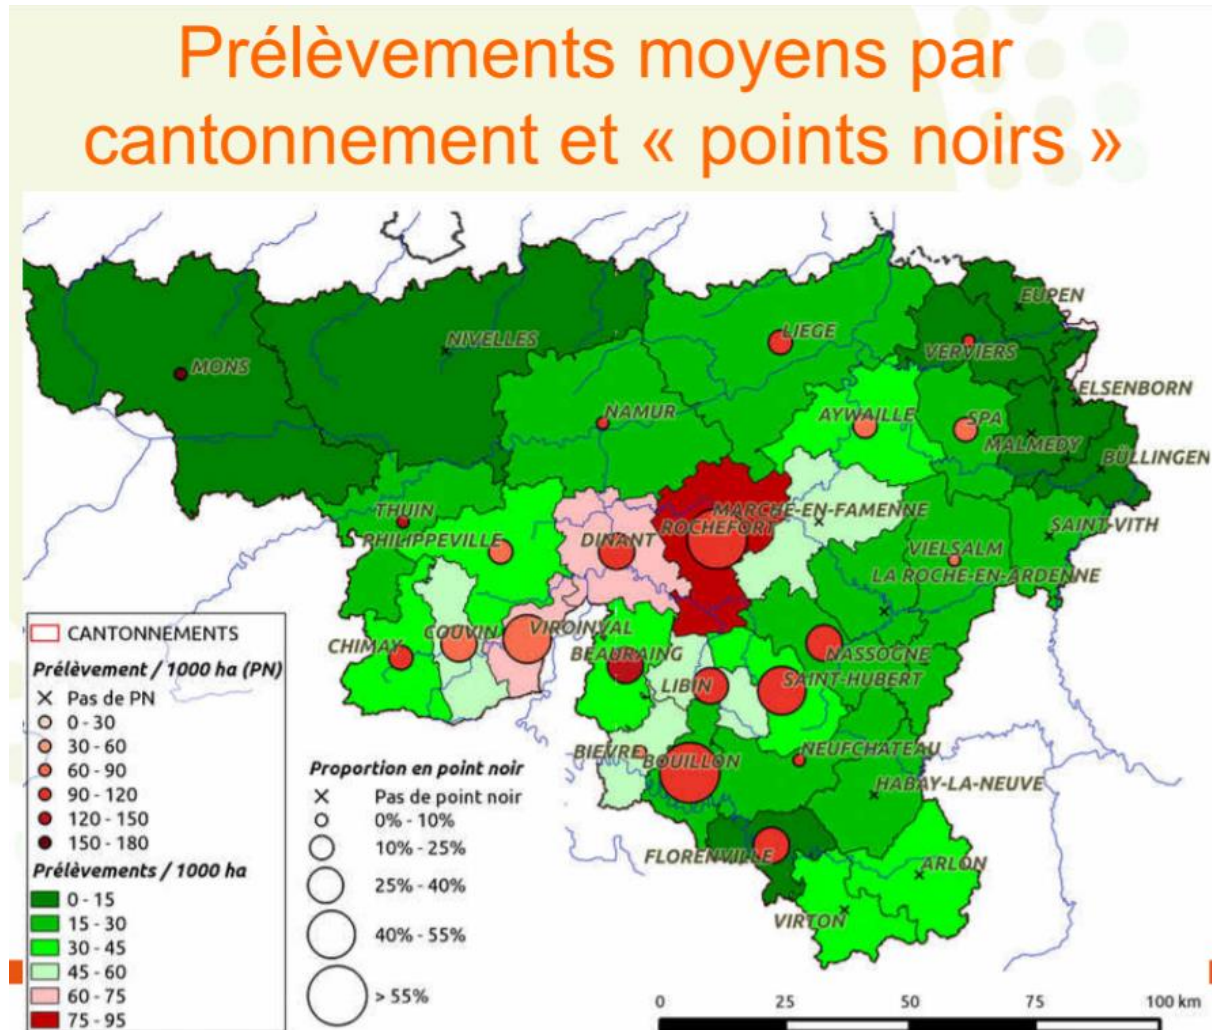 Prélèvements moyens par
cantonnement et « points noirs »
EUPEN
LIEGE
NIVELLES
VERVIERS
MONS
ELSENBORN
NAMUR
AYWAILLE
SPA
MALMEDY
BÜLLINGEN
THUIN
MARCHE-EN-FAMENNE
ROCHEFORT
SAINT-VITH
PHILIPPEVILLE
DINANT
VIELSALM
LA ROCHE-EN-ARDENNE
COUVIN
VIROINVAL
CHIMAY
BEAURAING
NASSOGNE
LIBIN
SAINT-HUBERT
BIEVRE
BOUILLON
NEUFCHATEAU
HABAY-LA-NEUVE
FLORENVILLE
ARLON
VIRTON
CANTONNEMENTS
Prélèvement / 1000 ha (PN)
Pas de PN
0 - 30
30 - 60
60 - 90
90 - 120
120 - 150
150 - 180
Prélèvements / 1000 ha
0 - 15
15 - 30
30 - 45
45 - 60
60 - 75
75 - 95
Proportion en point noir
Pas de point noir
0% - 10%
10% - 25%
25% - 40%
40% - 55%
> 55%
0 25 50 75 100 km